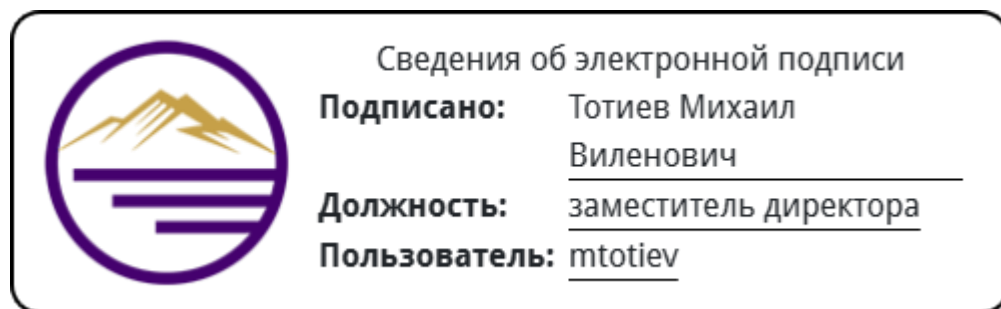 Сведения об электронной подписи
Подписано: Тотиев Михаил
Виленович
Должность: заместитель директора
Пользователь: mtotiev